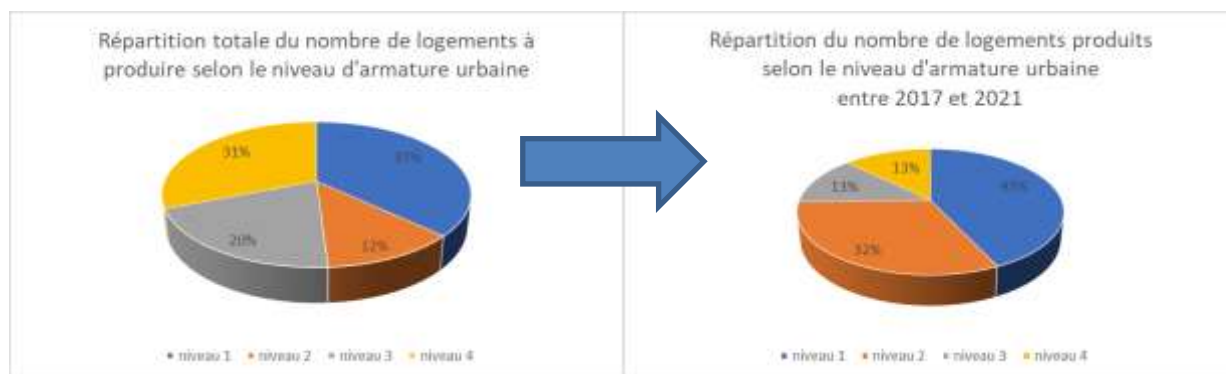 Répartition totale du nombre de logements à
produire selon le niveau d'armature urbaine
31%
37%
20%
12%
niveau 1 niveau 2 niveau 3 niveau 4
Répartition du nombre de logements produits
selon le niveau d'armature urbaine
entre 2017 et 2021
13%
13%
32%
niveau 1 niveau 2 niveau 3 niveau 4